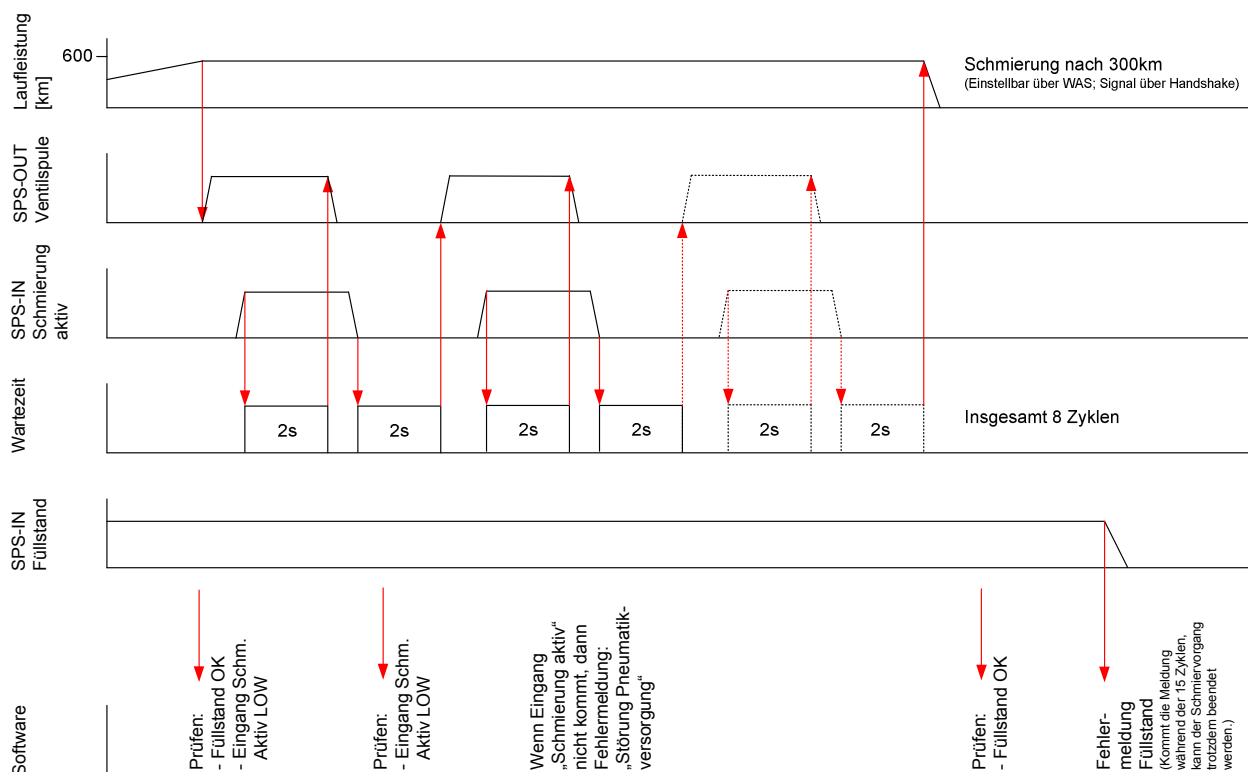 Laufleistung
[km]
600
Schmierung nach 300km
(Einstellbar über WAS; Signal über Handshake)
SPS-OUT
Ventilspule
SPS-IN
Schmierung
aktiv
Wartezeit
2s
2s
2s
2s
2s
2s
Insgesamt 8 Zyklen
SPS-IN
Füllstand
Software
Prüfen:
- Füllstand OK
- Eingang Schm.
Aktiv LOW
Prüfen:
- Eingang Schm.
Aktiv LOW
Wenn Eingang
„Schmierung aktiv“
nicht kommt, dann
Fehlermeldung:
„Störung Pneumatik-
versorgung“
Prüfen:
- Füllstand OK
Fehler-
meldung
Füllstand
(Kommt die Meldung
während der 15 Zyklen,
kann der Schmiervorgang
trotzdem beendet
werden.)